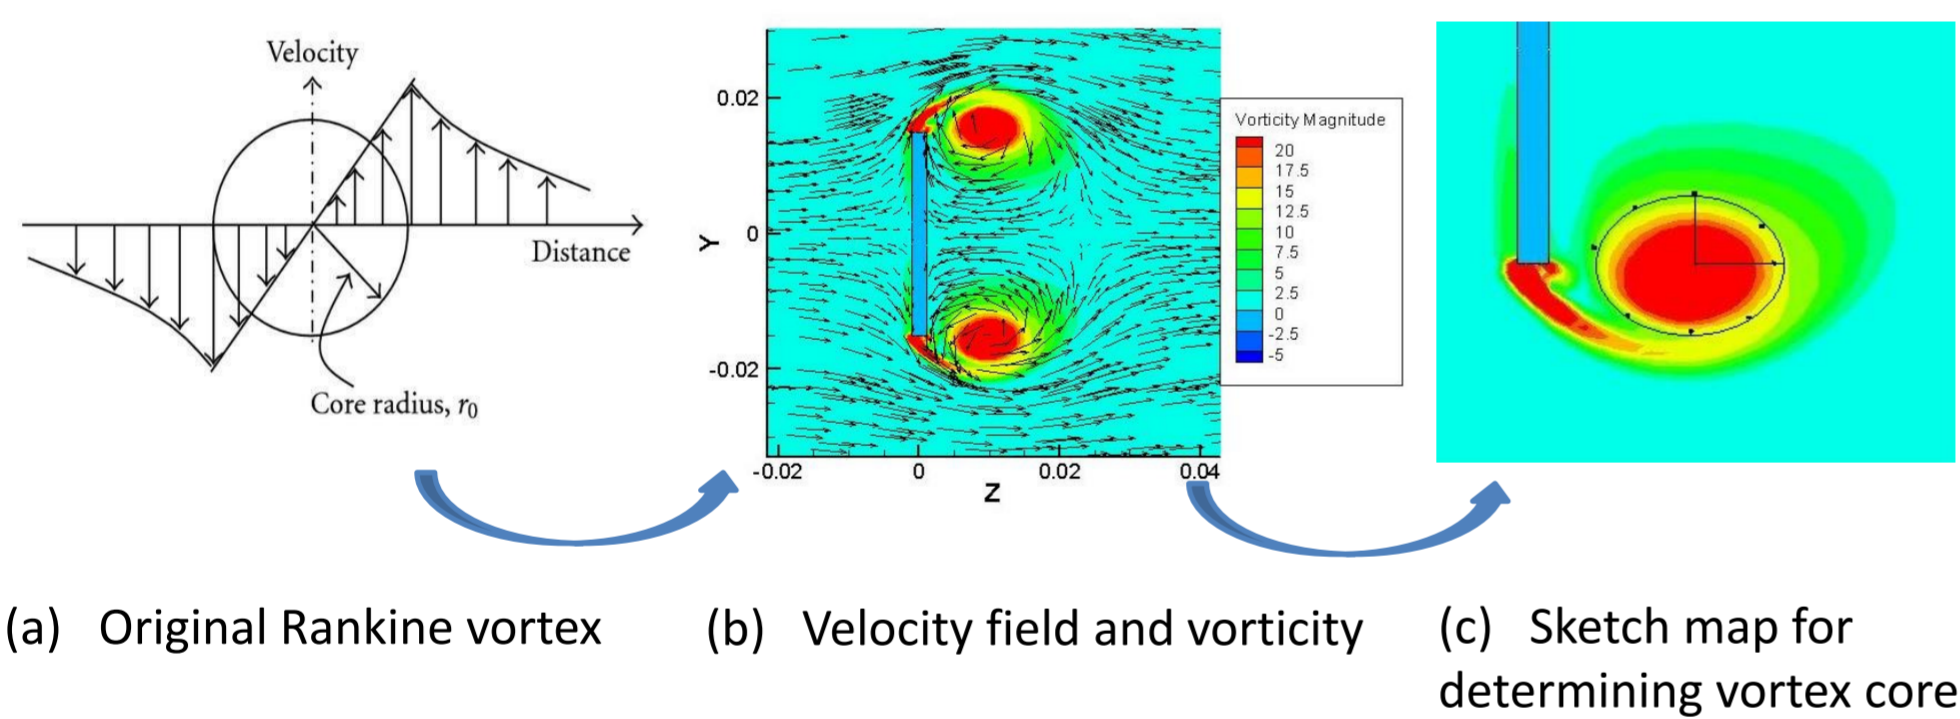 Velocity
Distance
Core radius, r0
0.02
0
-0.02
Y
-0.02
0
0.02
0.04
Z
Vorticity Magnitude
20
17.5
15
12.5
10
7.5
5
2.5
0
-2.5
-5
(a) Original Rankine vortex
(b) Velocity field and vorticity
(c) Sketch map for
determining vortex core